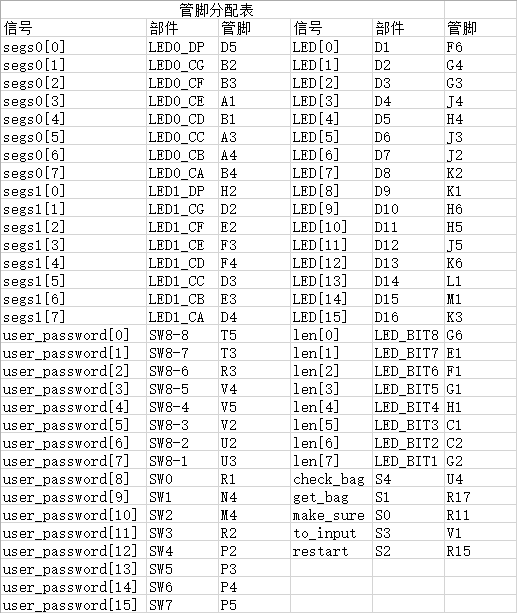 管脚分配表
信号 部件 管脚 信号 部件 管脚
segs0[0] LED0_DP D5 LED[0] D1 F6
segs0[1] LED0_CG B2 LED[1] D2 G4
segs0[2] LED0_CF B3 LED[2] D3 G3
segs0[3] LED0_CE A1 LED[3] D4 J4
segs0[4] LED0_CD B1 LED[4] D5 H4
segs0[5] LED0_CC A3 LED[5] D6 J3
segs0[6] LED0_CB A4 LED[6] D7 J2
segs0[7] LED0_CA B4 LED[7] D8 K2
segs1[0] LED1_DP H2 LED[8] D9 K1
segs1[1] LED1_CG D2 LED[9] D10 H6
segs1[2] LED1_CF E2 LED[10] D11 H5
segs1[3] LED1_CE F3 LED[11] D12 J5
segs1[4] LED1_CD F4 LED[12] D13 K6
segs1[5] LED1_CC D3 LED[13] D14 L1
segs1[6] LED1_CB E3 LED[14] D15 M1
segs1[7] LED1_CA D4 LED[15] D16 K3
user_password[0] SW8-8 T5 len[0] LED_BIT8 G6
user_password[1] SW8-7 T3 len[1] LED_BIT7 E1
user_password[2] SW8-6 R3 len[2] LED_BIT6 F1
user_password[3] SW8-5 V4 len[3] LED_BIT5 G1
user_password[4] SW8-4 V5 len[4] LED_BIT4 H1
user_password[5] SW8-3 V2 len[5] LED_BIT3 C1
user_password[6] SW8-2 U2 len[6] LED_BIT2 C2
user_password[7] SW8-1 U3 len[7] LED_BIT1 G2
user_password[8] SW0 R1 check_bag S4 U4
user_password[9] SW1 N4 get_bag S1 R17
user_password[10] SW2 M4 make_sure S0 R11
user_password[11] SW3 R2 to_input S3 V1
user_password[12] SW4 P2 restart S2 R15
user_password[13] SW5 P3
user_password[14] SW6 P4
user_password[15] SW7 P5